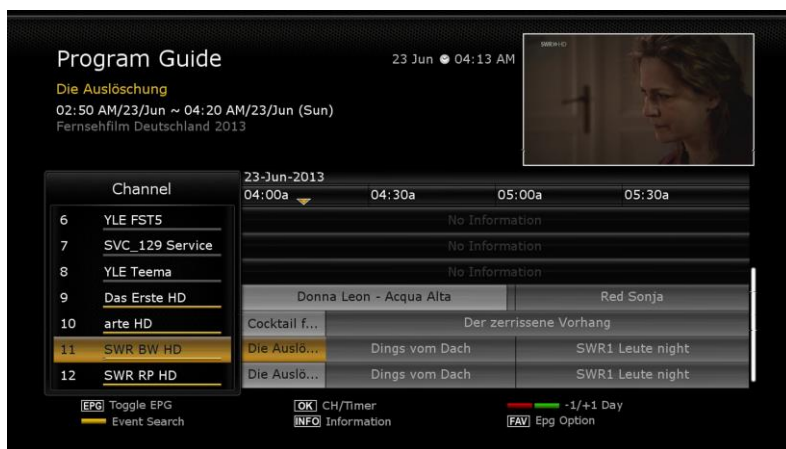 Program Guide
23 Jun 04:13 AM
SWR» HD
Die Auslöschung
02:50 AM/23/Jun ~ 04:20 AM/23/Jun (Sun)
Fernsehfilm Deutschland 2013
23-Jun-2013
Channel
04:00a 04:30a 05:00a 05:30a
6 YLE FST5 No Information
7 SVC_129 Service No Information
8 YLE Teema No Information
9 Das Erste HD Donna Leon - Acqua Alta Red Sonja
10 arte HD Cocktail f... Der zerrissene Vorhang
11 SWR BW HD Die Auslö... Dings vom Dach SWR1 Leute night
12 SWR RP HD Die Auslö... Dings vom Dach SWR1 Leute night
EPG Toggle EPG OK CH/Timer -1/+1 Day
Event Search INFO Information FAV Epg Option